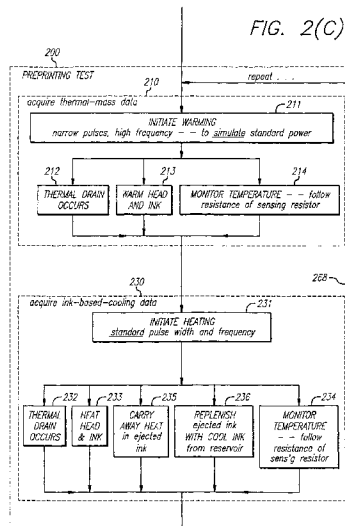 FIG. 2(C)
200
PREPRINTING TEST
repeat . . .
210
acquire thermal-mass data
211
INITIATE WARMING
narrow pulses, high frequency – – to simulate standard power
212
213
214
THERMAL DRAIN
OCCURS
WARM HEAD
AND INK
MONITOR TEMPERATURE – – follow
resistance of sensing resistor
268
230
acquire ink-based-cooling data
231
INITIATE HEATING
standard pulse width and frequency
232
233
235
236
234
THERMAL
DRAIN
OCCURS
HEAT
HEAD
& INK
CARRY
AWAY HEAT
in ejected
ink
REPLENISH
ejected ink
WITH COOL INK
from reservoir
MONITOR
TEMPERATURE
– – follow
resistance of
sens'g resistor